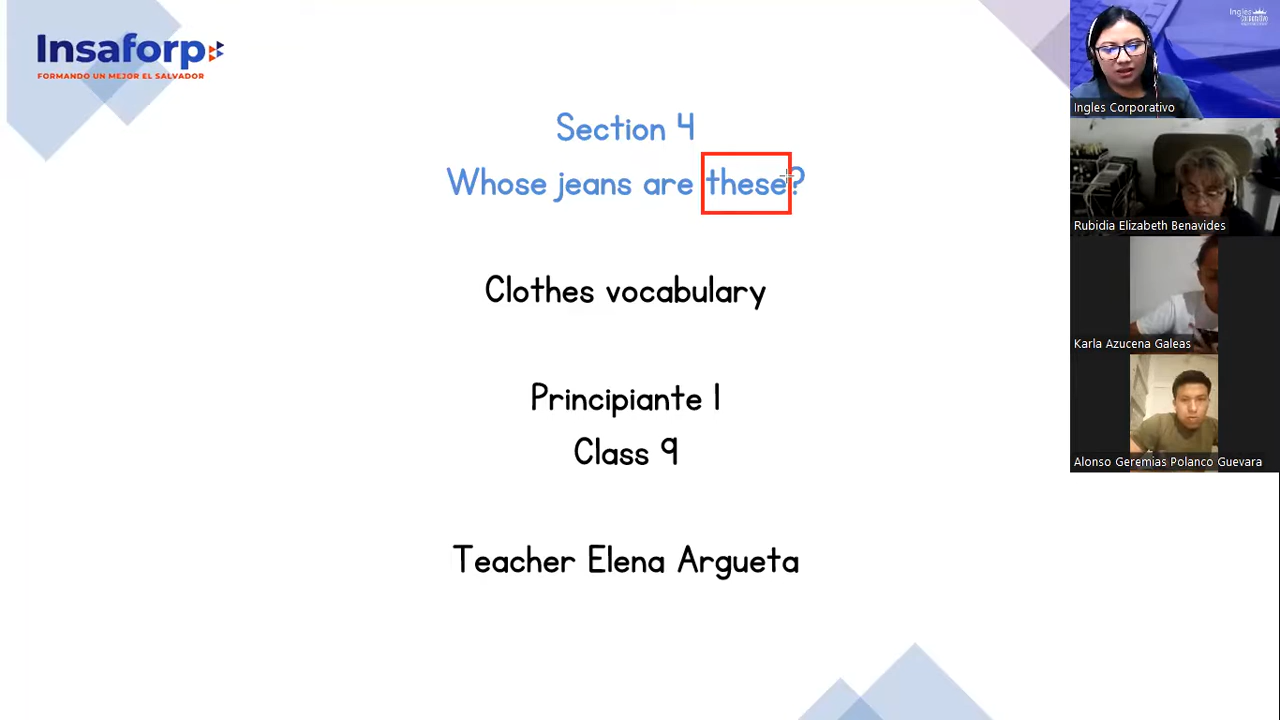 Insaforp
FORMANDO UN MEJOR EL SALVADOR
Section 4
Whose jeans are these?
Clothes vocabulary
Principiante 1
Class 9
Teacher Elena Argueta
Ingles Corporativo
Rubidia Elizabeth Benavides
Karla Azucena Galeas
Alonso Geremias Polanco Guevara